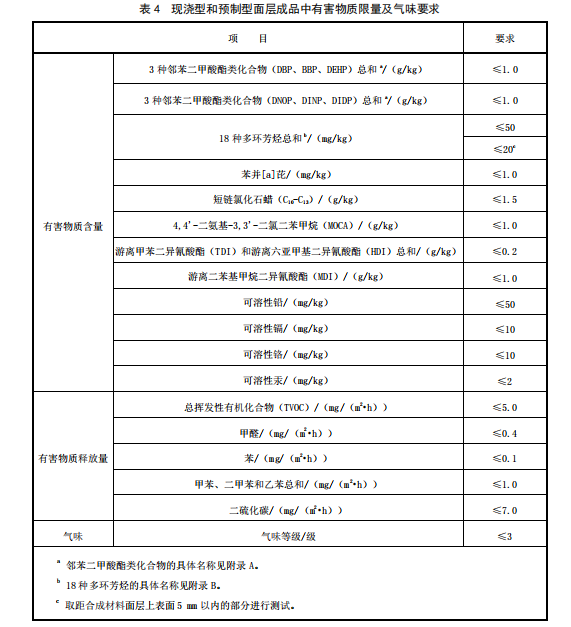 表 4 现浇型和预制型面层成品中有害物质限量及气味要求
项 目 要求
有害物质含量
3 种邻苯二甲酸酯类化合物（DBP、BBP、DEHP）总和ᵃ/（g/kg） ≤1.0
3 种邻苯二甲酸酯类化合物（DNOP、DINP、DIDP）总和ᵃ/（g/kg） ≤1.0
18 种多环芳烃总和ᵇ/（mg/kg） ≤50
≤20ᶜ
苯并[a]芘/（mg/kg） ≤1.0
短链氯化石蜡（C₁₀-C₁₃）/（g/kg） ≤1.5
4,4'-二氨基-3,3'-二氯二苯甲烷（MOCA）/（g/kg） ≤1.0
游离甲苯二异氰酸酯（TDI）和游离六亚甲基二异氰酸酯（HDI）总和/（g/kg） ≤0.2
游离二苯基甲烷二异氰酸酯（MDI）/（g/kg） ≤1.0
可溶性铅/（mg/kg） ≤50
可溶性镉/（mg/kg） ≤10
可溶性铬/（mg/kg） ≤10
可溶性汞/（mg/kg） ≤2
有害物质释放量
总挥发性有机化合物（TVOC）/（mg/（m²·h）） ≤5.0
甲醛/（mg/（m²·h）） ≤0.4
苯/（mg/（m²·h）） ≤0.1
甲苯、二甲苯和乙苯总和/（mg/（m²·h）） ≤1.0
二硫化碳/（mg/（m²·h）） ≤7.0
气味 气味等级/级 ≤3
ᵃ 邻苯二甲酸酯类化合物的具体名称见附录 A。
ᵇ 18 种多环芳烃的具体名称见附录 B。
ᶜ 取距合成材料面层上表面 5 mm 以内的部分进行测试。